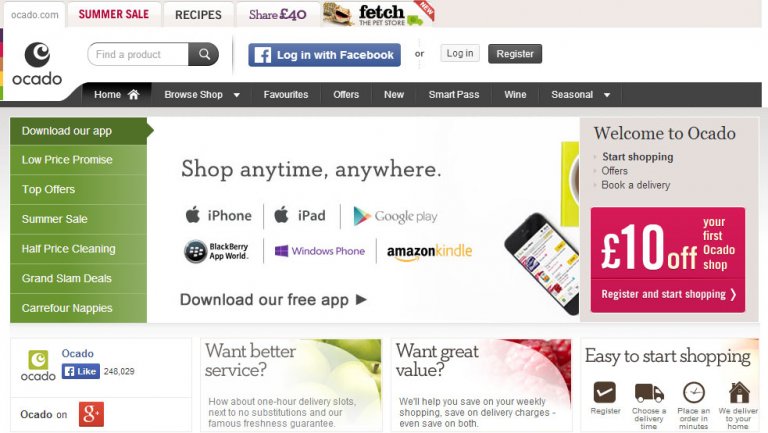 ocado.com SUMMER SALE RECIPES Share £40 fetch THE PET STORE NEW
ocado
Find a product
Log in with Facebook
or
Log in
Register
Home Browse Shop Favourites Offers New Smart Pass Wine Seasonal
Download our app
Low Price Promise
Top Offers
Summer Sale
Half Price Cleaning
Grand Slam Deals
Carrefour Nappies
Shop anytime, anywhere.
iPhone iPad Google play
BlackBerry App World. Windows Phone amazonkindle
Download our free app
Welcome to Ocado
Start shopping
Offers
Book a delivery
£10 off
your
first
Ocado
shop
Register and start shopping
ocado
Ocado
f Like 248,029
Ocado on g+
Want better
service?
How about one-hour delivery slots,
next to no substitutions and our
famous freshness guarantee.
Want great
value?
We'll help you save on your weekly
shopping, save on delivery charges -
even save on both.
Easy to start shopping
Register
Choose a
delivery
time
Place an
order in
minutes
We deliver
to your
home